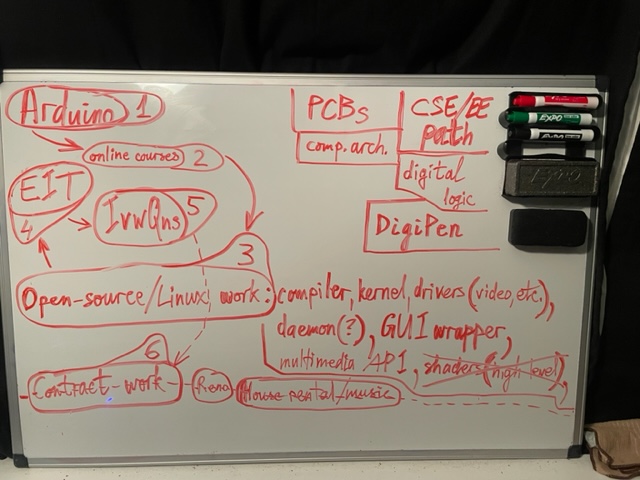 Arduino 1
online courses 2
EIT
4
IvwQns 5
3
Open-source/Linux work: compiler, kernel, drivers (video, etc.),
daemon(?), GUI wrapper,
multimedia API, shaders (high level),
6
Contract-work - Reno House rental/music
PCBs
comp. arch.
CSE/EE
path
digital
logic
DigiPen
EXPO
EXPO
EXPO